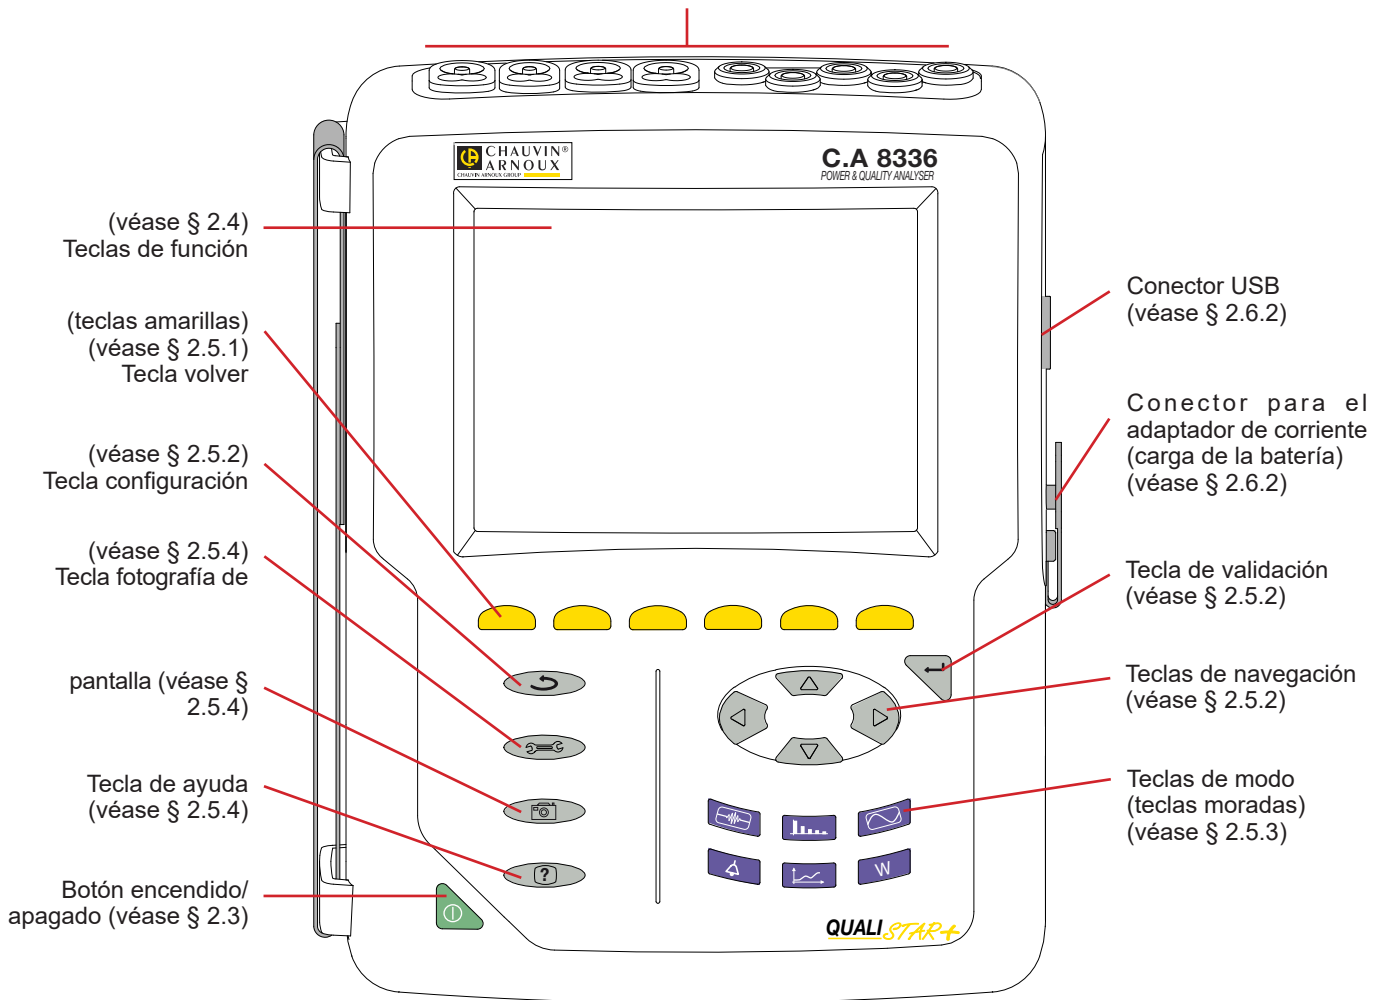 CHAUVIN®
ARNOUX
CHAUVIN ARNOUX GROUP
C.A 8336
POWER & QUALITY ANALYSER
(véase § 2.4)
Teclas de función
(teclas amarillas)
(véase § 2.5.1)
Tecla volver
(véase § 2.5.2)
Tecla configuración
(véase § 2.5.4)
Tecla fotografía de
pantalla (véase §
2.5.4)
Tecla de ayuda
(véase § 2.5.4)
Botón encendido/
apagado (véase § 2.3)
Conector USB
(véase § 2.6.2)
Conector para el
adaptador de corriente
(carga de la batería)
(véase § 2.6.2)
Tecla de validación
(véase § 2.5.2)
Teclas de navegación
(véase § 2.5.2)
Teclas de modo
(teclas moradas)
(véase § 2.5.3)
?
W
QUALISTAR+